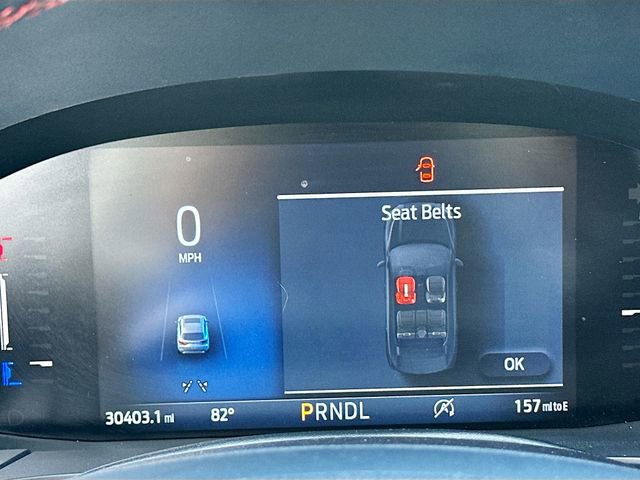 Seat Belts
0
MPH
OK
30403.1 mi 82° PRNDL 157 mi to E